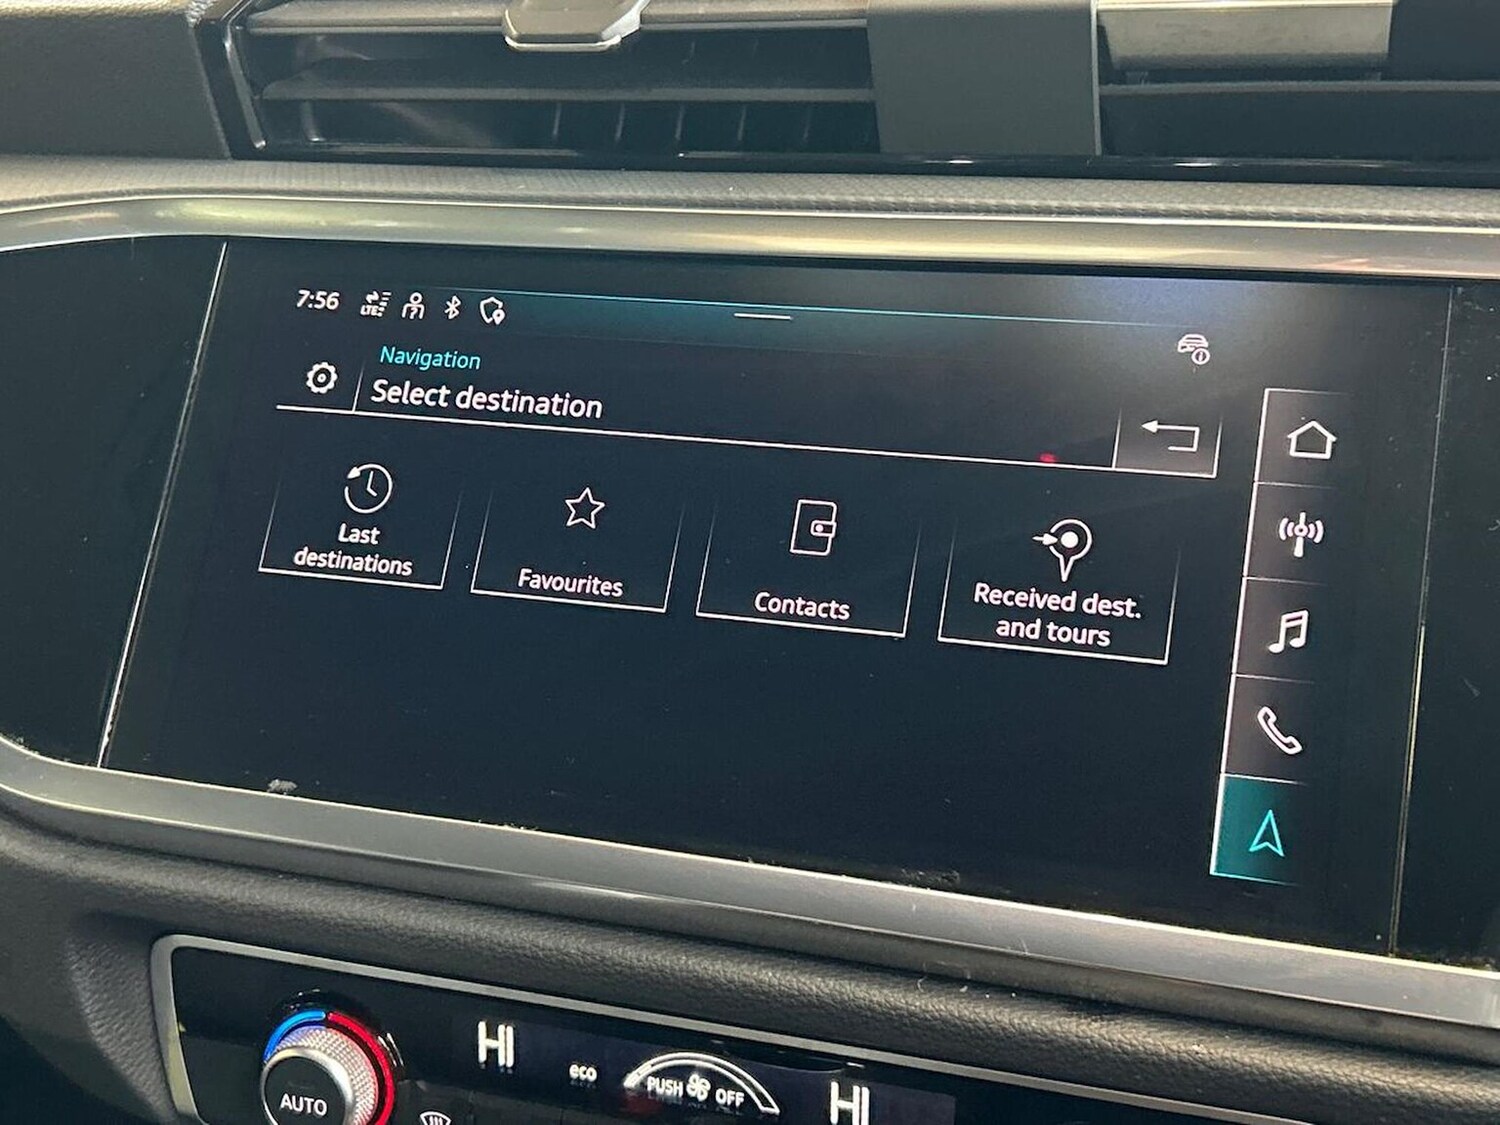 7:56
LTE
Navigation
Select destination
Last
destinations
Favourites
Contacts
Received dest.
and tours
HI
eco
PUSH OFF
HI
AUTO